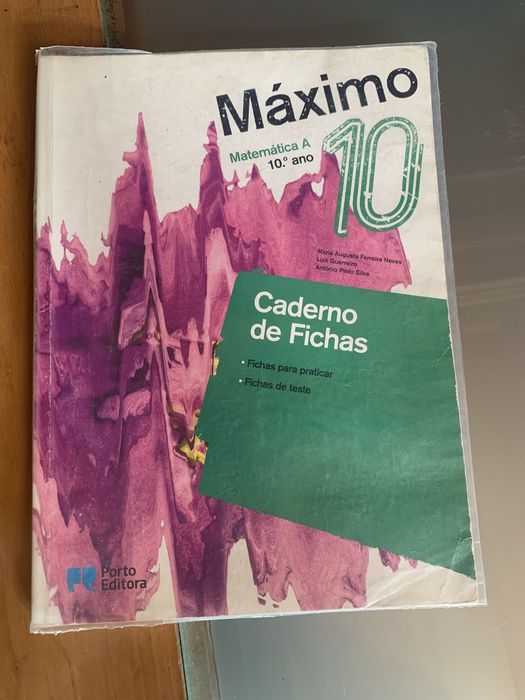 Máximo
Matemática A
10.º ano
10
Maria Augusta Ferreira Neves
Luís Guerreiro
António Pinto Silva
Caderno
de Fichas
• Fichas para praticar
• Fichas de teste
Porto
Editora